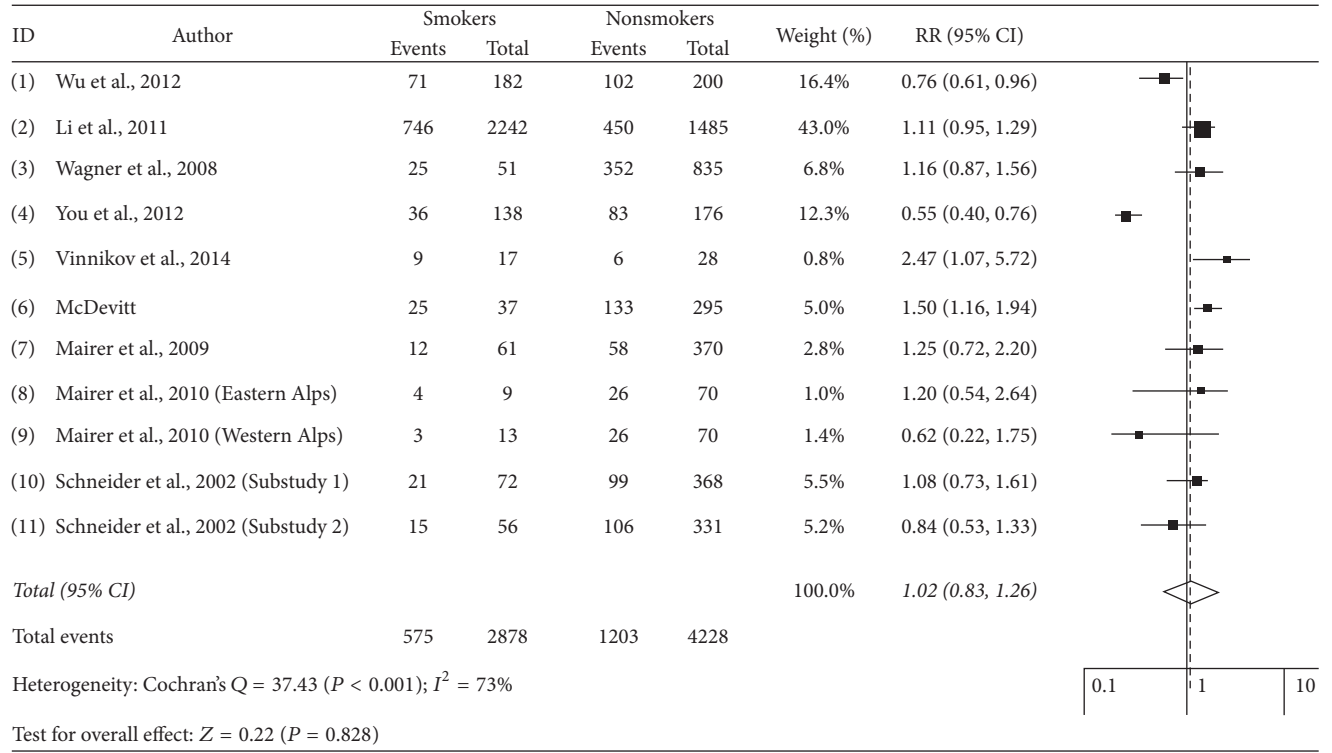 ID Author Smokers Nonsmokers Weight (%) RR (95% CI)
Events Total Events Total
(1) Wu et al., 2012 71 182 102 200 16.4% 0.76 (0.61, 0.96)
(2) Li et al., 2011 746 2242 450 1485 43.0% 1.11 (0.95, 1.29)
(3) Wagner et al., 2008 25 51 352 835 6.8% 1.16 (0.87, 1.56)
(4) You et al., 2012 36 138 83 176 12.3% 0.55 (0.40, 0.76)
(5) Vinnikov et al., 2014 9 17 6 28 0.8% 2.47 (1.07, 5.72)
(6) McDevitt 25 37 133 295 5.0% 1.50 (1.16, 1.94)
(7) Mairer et al., 2009 12 61 58 370 2.8% 1.25 (0.72, 2.20)
(8) Mairer et al., 2010 (Eastern Alps) 4 9 26 70 1.0% 1.20 (0.54, 2.64)
(9) Mairer et al., 2010 (Western Alps) 3 13 26 70 1.4% 0.62 (0.22, 1.75)
(10) Schneider et al., 2002 (Substudy 1) 21 72 99 368 5.5% 1.08 (0.73, 1.61)
(11) Schneider et al., 2002 (Substudy 2) 15 56 106 331 5.2% 0.84 (0.53, 1.33)
Total (95% CI) 100.0% 1.02 (0.83, 1.26)
Total events 575 2878 1203 4228
Heterogeneity: Cochran's Q = 37.43 (P < 0.001); I² = 73%
0.1 1 10
Test for overall effect: Z = 0.22 (P = 0.828)